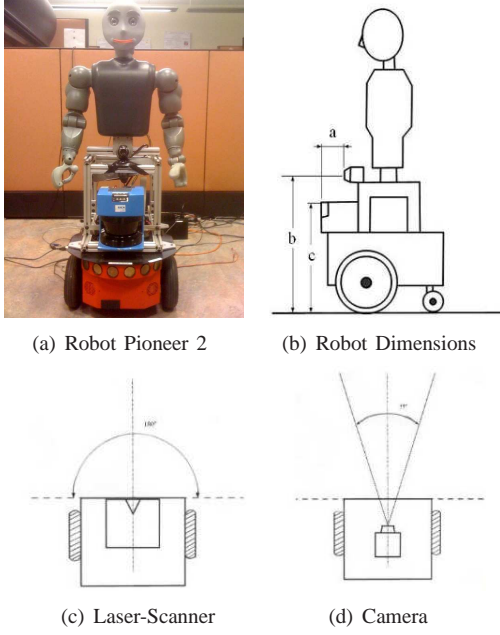 a
b
c
(a) Robot Pioneer 2
(b) Robot Dimensions
180°
(c) Laser-Scanner
(d) Camera